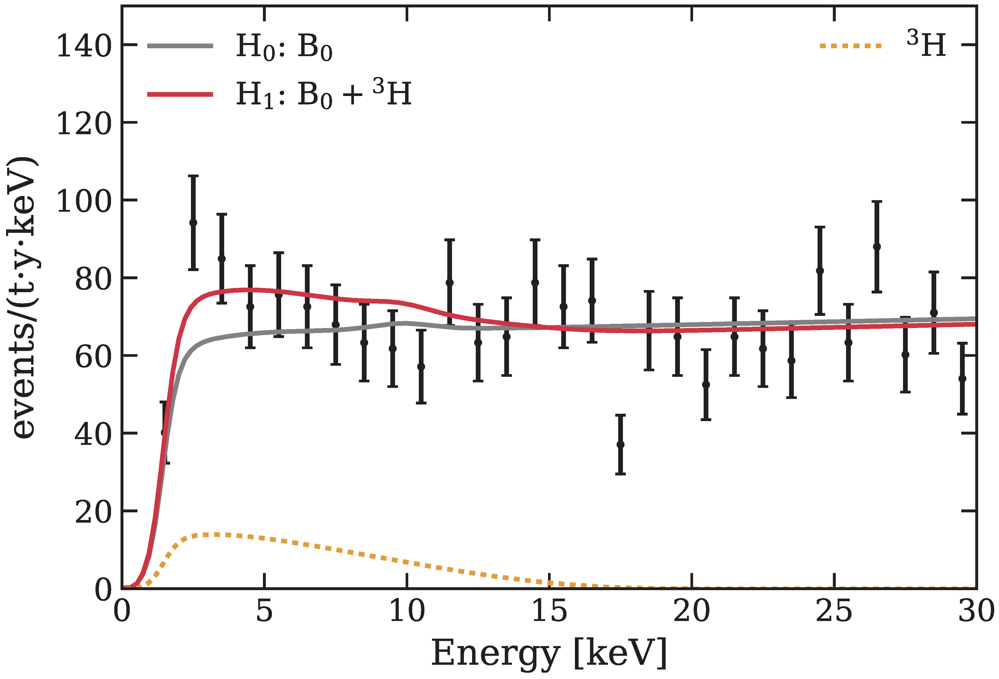 H₀: B₀
H₁: B₀ + ³H
³H
140
120
100
80
60
40
20
0
events/(t·y·keV)
0 5 10 15 20 25 30
Energy [keV]